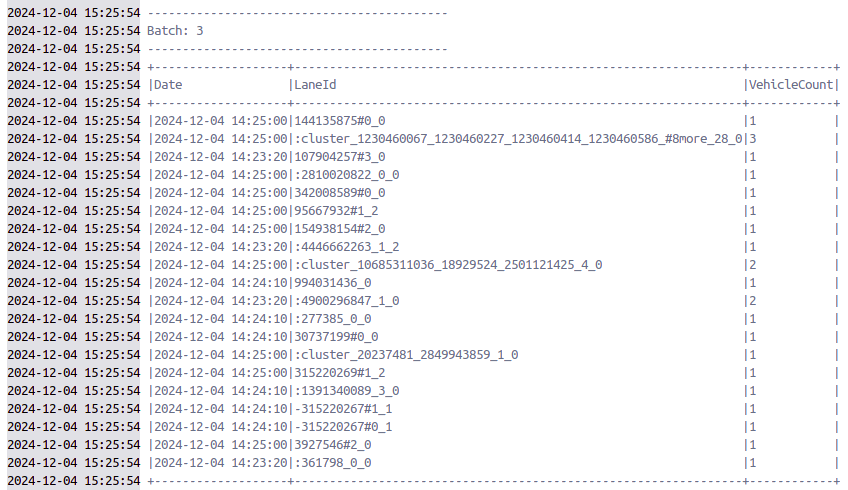 2024-12-04 15:25:54 -------------------------------------------
2024-12-04 15:25:54 Batch: 3
2024-12-04 15:25:54 -------------------------------------------
2024-12-04 15:25:54 +-------------------+----------------------------------------------------------------+------------+
2024-12-04 15:25:54 |Date               |LaneId                                                          |VehicleCount|
2024-12-04 15:25:54 +-------------------+----------------------------------------------------------------+------------+
2024-12-04 15:25:54 |2024-12-04 14:25:00|144135875#0_0                                                   |1           |
2024-12-04 15:25:54 |2024-12-04 14:25:00|:cluster_1230460067_1230460227_1230460414_1230460586_#8more_28_0|3           |
2024-12-04 15:25:54 |2024-12-04 14:23:20|107904257#3_0                                                   |1           |
2024-12-04 15:25:54 |2024-12-04 14:25:00|:2810020822_0_0                                                 |1           |
2024-12-04 15:25:54 |2024-12-04 14:25:00|342008589#0_0                                                   |1           |
2024-12-04 15:25:54 |2024-12-04 14:25:00|95667932#1_2                                                    |1           |
2024-12-04 15:25:54 |2024-12-04 14:25:00|154938154#2_0                                                   |1           |
2024-12-04 15:25:54 |2024-12-04 14:23:20|:4446662263_1_2                                                 |1           |
2024-12-04 15:25:54 |2024-12-04 14:25:00|:cluster_10685311036_18929524_2501121425_4_0                    |2           |
2024-12-04 15:25:54 |2024-12-04 14:24:10|994031436_0                                                     |1           |
2024-12-04 15:25:54 |2024-12-04 14:23:20|:4900296847_1_0                                                 |2           |
2024-12-04 15:25:54 |2024-12-04 14:24:10|:277385_0_0                                                     |1           |
2024-12-04 15:25:54 |2024-12-04 14:24:10|30737199#0_0                                                    |1           |
2024-12-04 15:25:54 |2024-12-04 14:25:00|:cluster_20237481_2849943859_1_0                                |1           |
2024-12-04 15:25:54 |2024-12-04 14:25:00|315220269#1_2                                                   |1           |
2024-12-04 15:25:54 |2024-12-04 14:24:10|:1391340089_3_0                                                 |1           |
2024-12-04 15:25:54 |2024-12-04 14:24:10|-315220267#1_1                                                  |1           |
2024-12-04 15:25:54 |2024-12-04 14:24:10|-315220267#0_1                                                  |1           |
2024-12-04 15:25:54 |2024-12-04 14:25:00|3927546#2_0                                                     |1           |
2024-12-04 15:25:54 |2024-12-04 14:23:20|:361798_0_0                                                     |1           |
2024-12-04 15:25:54 +-------------------+----------------------------------------------------------------+------------+